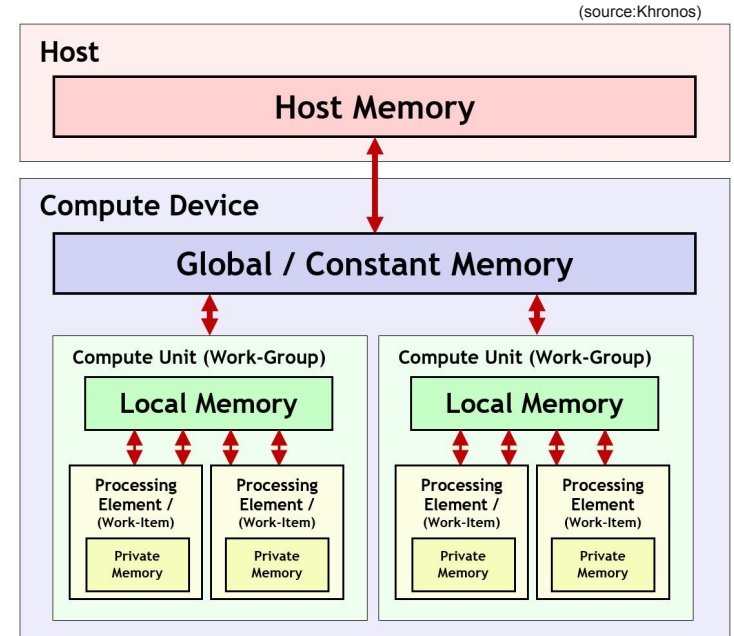 (source:Khronos)
Host
Host Memory
Compute Device
Global / Constant Memory
Compute Unit (Work-Group)
Local Memory
Processing
Element /
(Work-Item)
Private
Memory
Processing
Element /
(Work-Item)
Private
Memory
Compute Unit (Work-Group)
Local Memory
Processing
Element /
(Work-Item)
Private
Memory
Processing
Element
(Work-Item)
Private
Memory